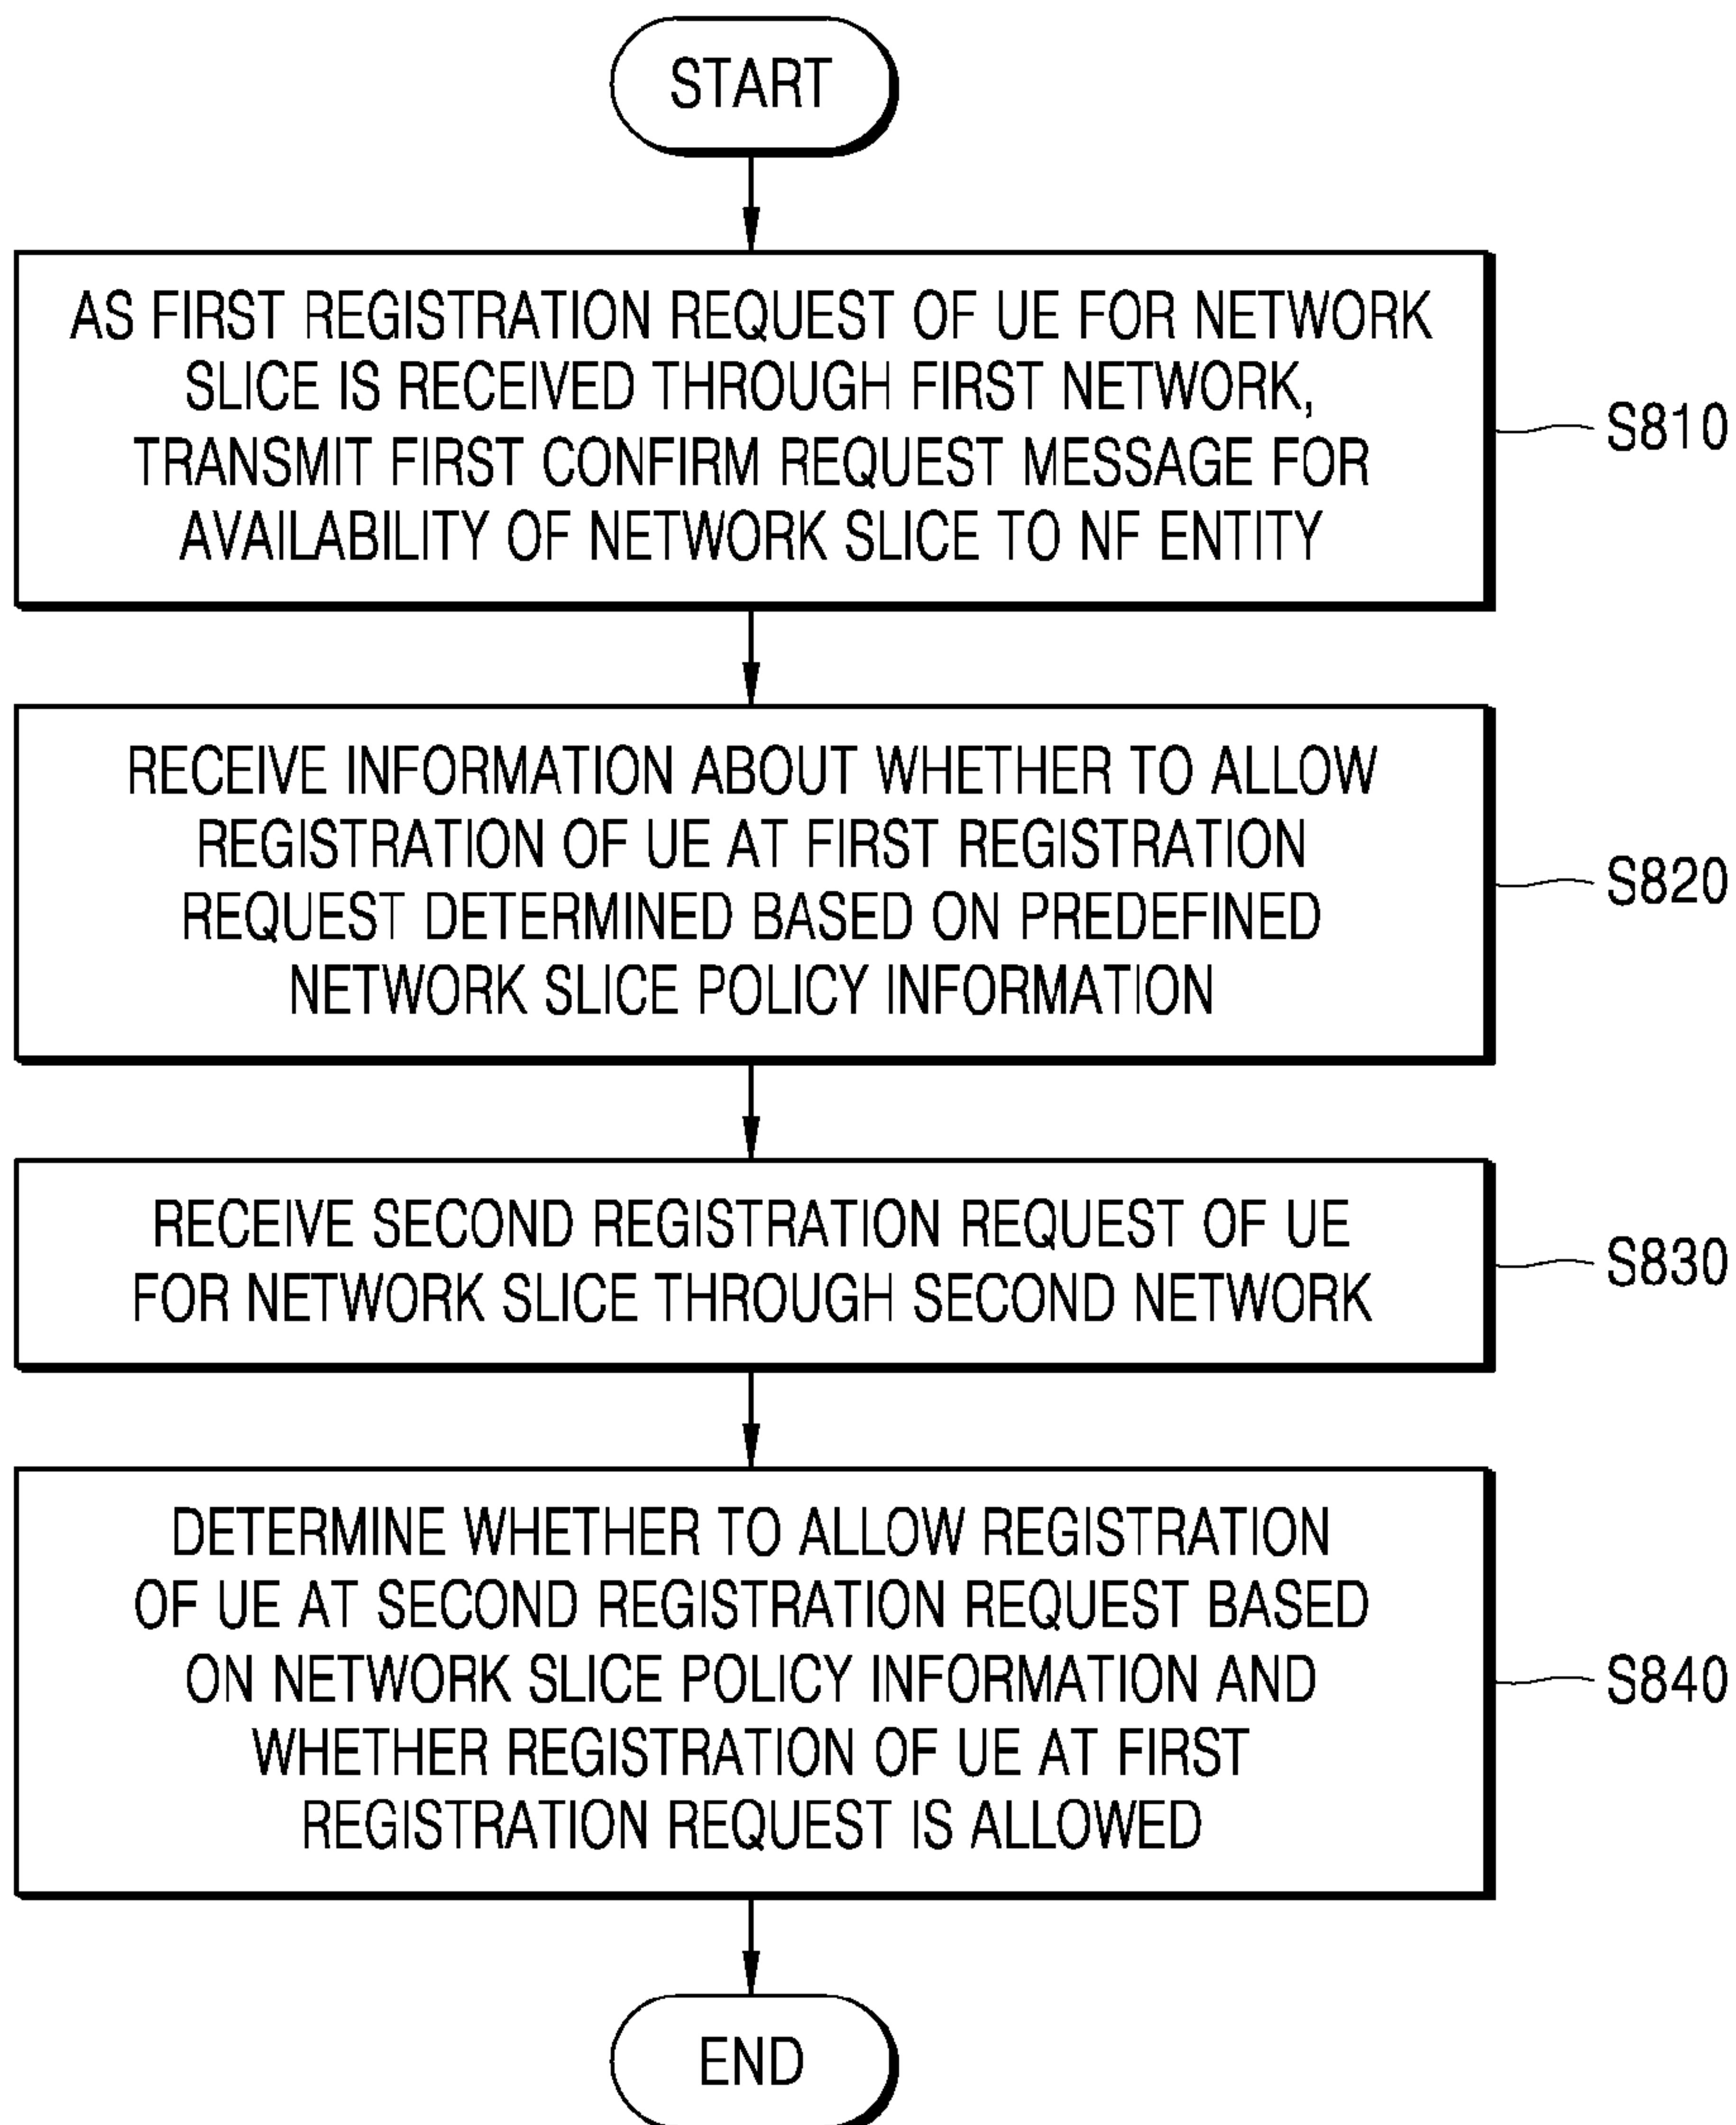 START
AS FIRST REGISTRATION REQUEST OF UE FOR NETWORK
SLICE IS RECEIVED THROUGH FIRST NETWORK,
TRANSMIT FIRST CONFIRM REQUEST MESSAGE FOR
AVAILABILITY OF NETWORK SLICE TO NF ENTITY
S810
RECEIVE INFORMATION ABOUT WHETHER TO ALLOW
REGISTRATION OF UE AT FIRST REGISTRATION
REQUEST DETERMINED BASED ON PREDEFINED
NETWORK SLICE POLICY INFORMATION
S820
RECEIVE SECOND REGISTRATION REQUEST OF UE
FOR NETWORK SLICE THROUGH SECOND NETWORK
S830
DETERMINE WHETHER TO ALLOW REGISTRATION
OF UE AT SECOND REGISTRATION REQUEST BASED
ON NETWORK SLICE POLICY INFORMATION AND
WHETHER REGISTRATION OF UE AT FIRST
REGISTRATION REQUEST IS ALLOWED
S840
END